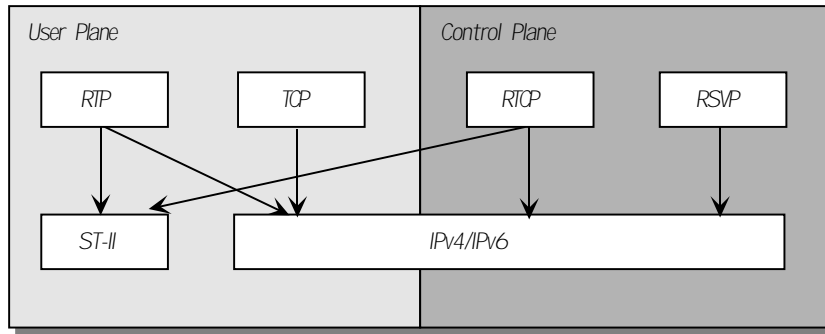 User Plane
Control Plane
RTP
TCP
RTCP
RSVP
ST-II
IPv4/IPv6